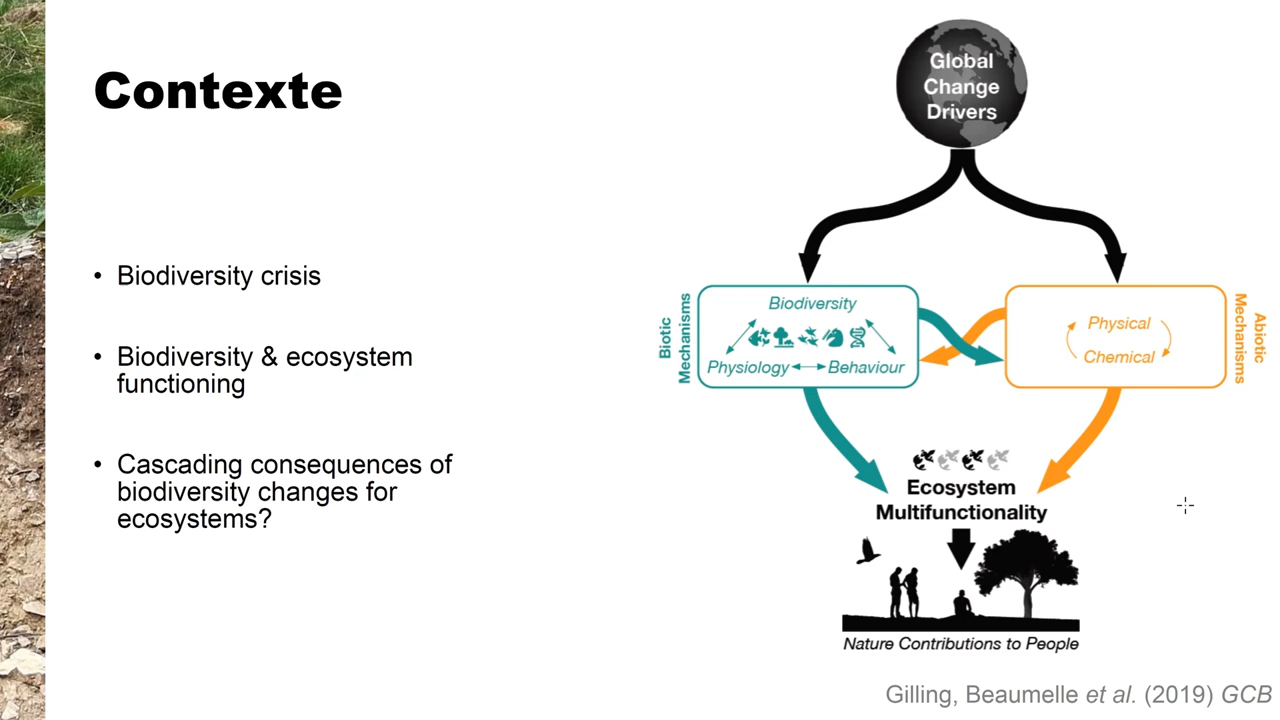 Contexte
• Biodiversity crisis
• Biodiversity & ecosystem
functioning
• Cascading consequences of
biodiversity changes for
ecosystems?
Global
Change
Drivers
Biotic
Mechanisms
Biodiversity
Physiology
Behaviour
Physical
Chemical
Abiotic
Mechanisms
Ecosystem
Multifunctionality
Nature Contributions to People
Gilling, Beaumelle et al. (2019) GCB